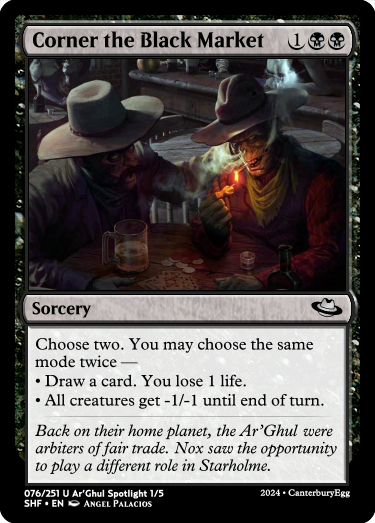 Corner the Black Market 1
Sorcery
Choose two. You may choose the same
mode twice —
• Draw a card. You lose 1 life.
• All creatures get -1/-1 until end of turn.
Back on their home planet, the Ar'Ghul were
arbiters of fair trade. Nox saw the opportunity
to play a different role in Starholme.
076/251 U Ar'Ghul Spotlight 1/5
SHF • EN Angel Palacios
2024 • CanterburyEgg